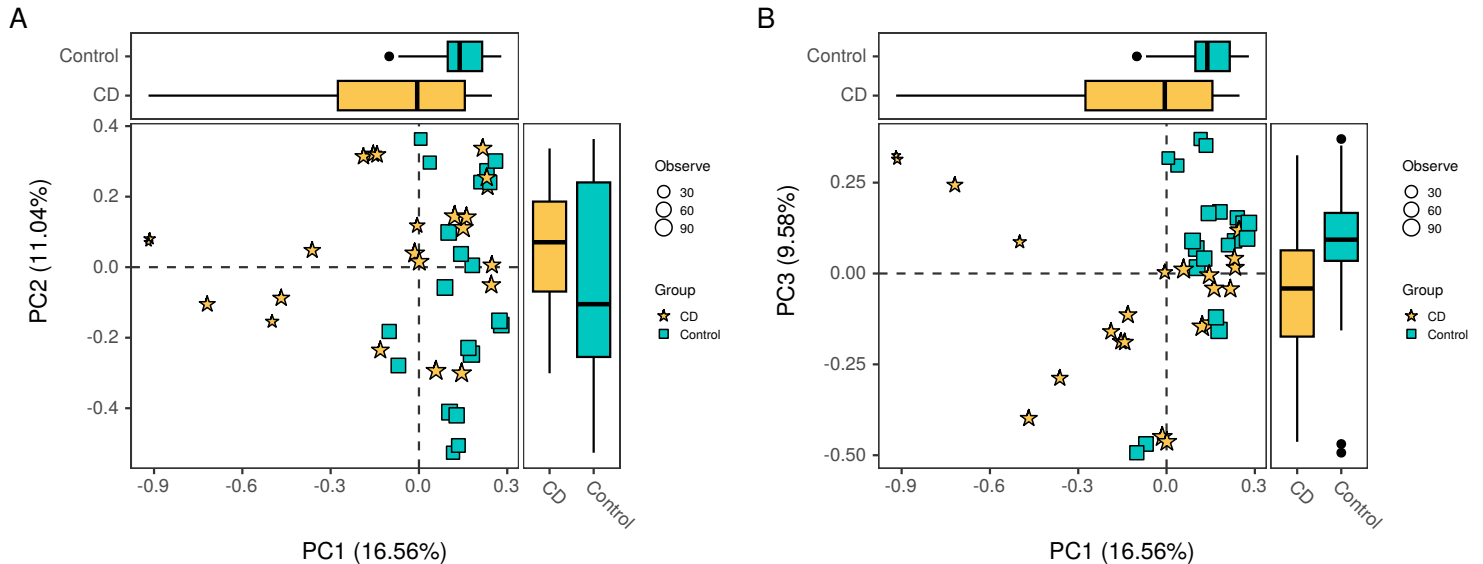 A
Control
CD
0.4
0.2
0.0
-0.2
-0.4
PC2 (11.04%)
-0.9
-0.6
-0.3
0.0
0.3
PC1 (16.56%)
CD
Control
Observe
30
60
90
Group
CD
Control
B
Control
CD
0.25
0.00
-0.25
-0.50
PC3 (9.58%)
-0.9
-0.6
-0.3
0.0
0.3
PC1 (16.56%)
CD
Control
Observe
30
60
90
Group
CD
Control